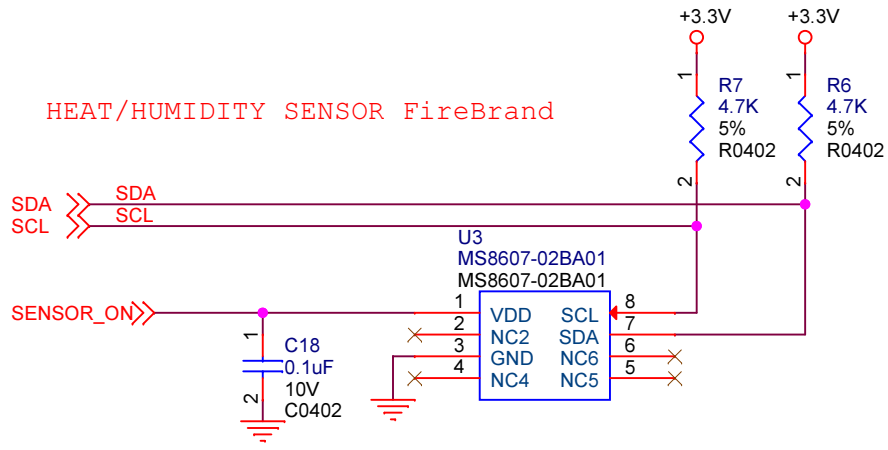 +3.3V +3.3V
1 1
R7 R6
4.7K 4.7K
5% 5%
R0402 R0402
2 2
HEAT/HUMIDITY SENSOR FireBrand
SDA SDA
SCL SCL
U3
MS8607-02BA01
MS8607-02BA01
SENSOR_ON 1 VDD SCL 8
2 NC2 SDA 7
3 GND NC6 6
4 NC4 NC5 5
1
C18
0.1uF
10V
C0402
2